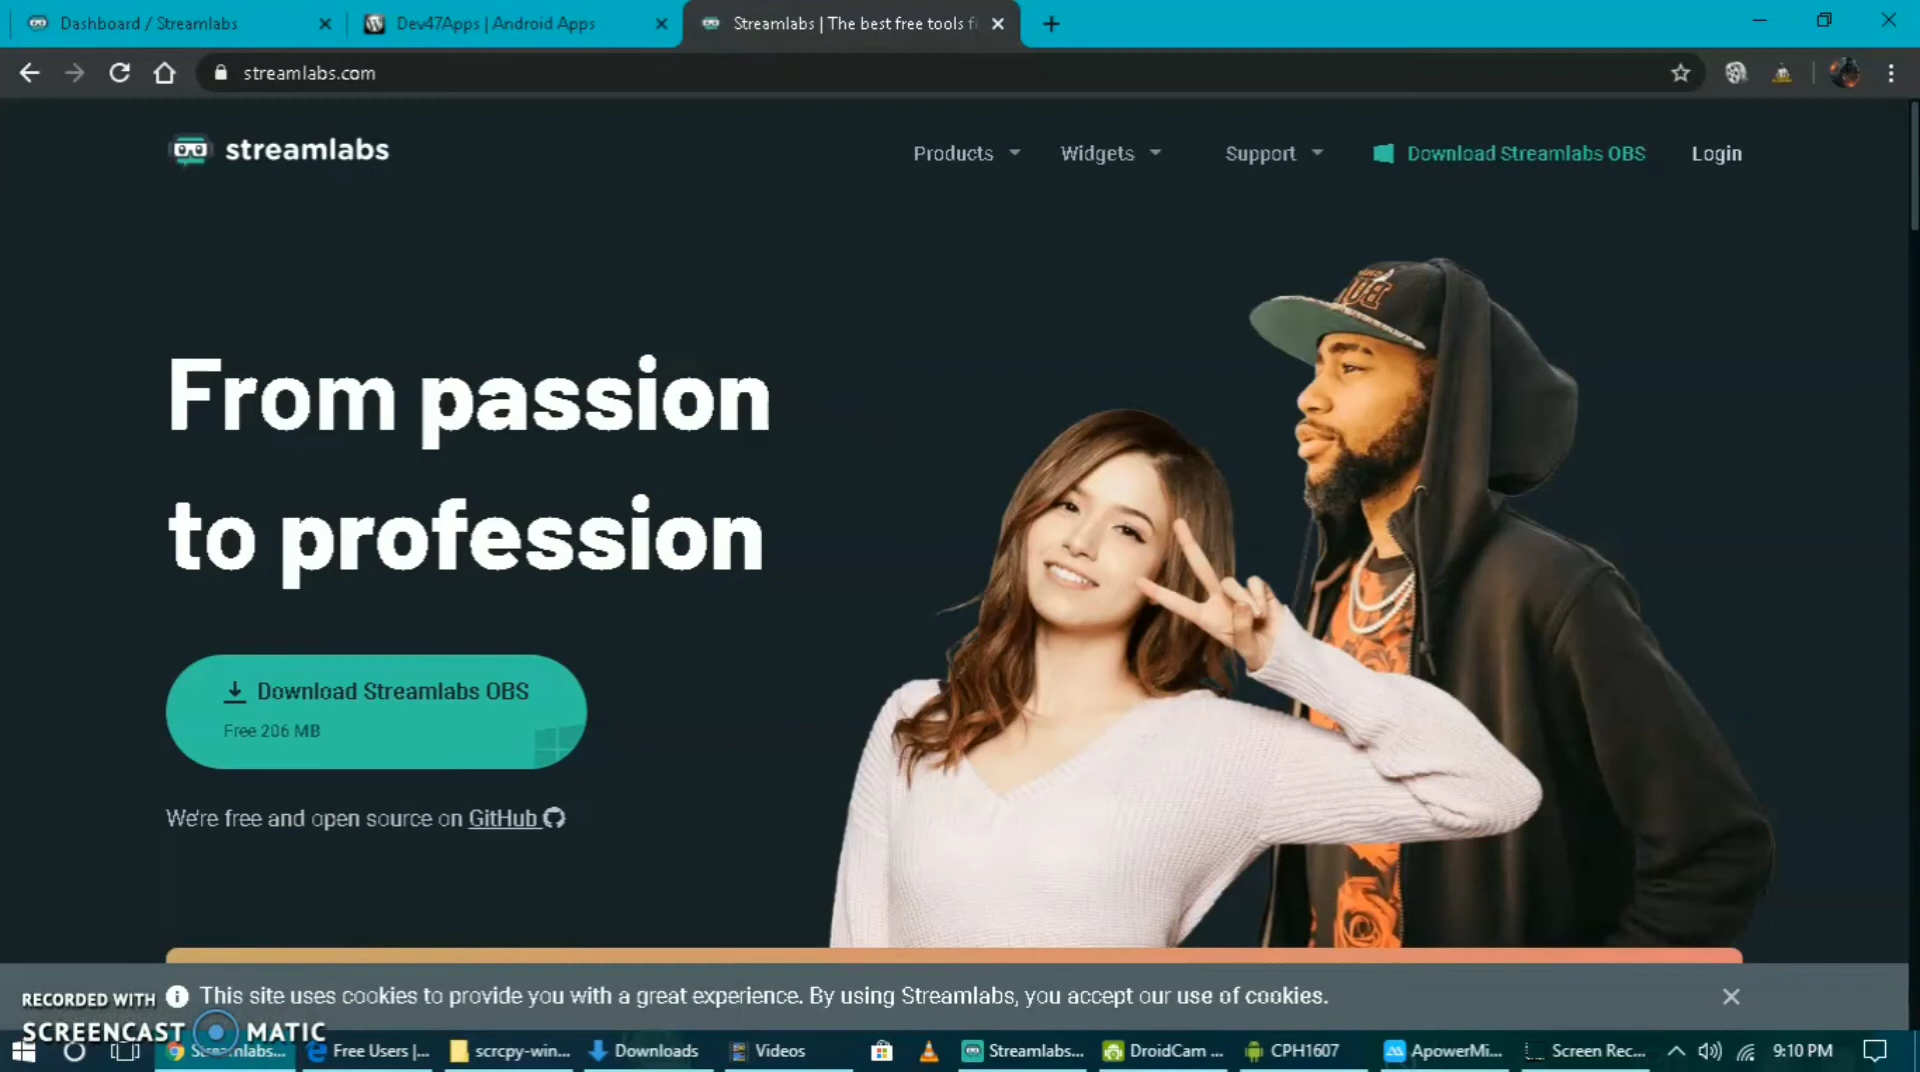 Dashboard / Streamlabs
Dev47Apps | Android Apps
Streamlabs | The best free tools f
streamlabs.com
streamlabs
Products
Widgets
Support
Download Streamlabs OBS
Login
From passion
to profession
Download Streamlabs OBS
Free 206 MB
We're free and open source on GitHub
This site uses cookies to provide you with a great experience. By using Streamlabs, you accept our use of cookies.
RECORDED WITH
SCREENCAST MATIC
Streamlabs...
Free Users |...
scrcpy-win...
Downloads
Videos
Streamlabs...
DroidCam ...
CPH1607
ApowerMi...
Screen Rec...
9:10 PM